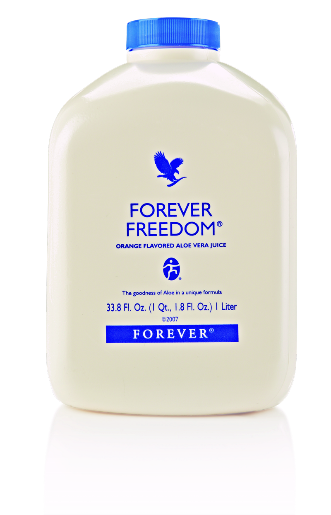 FOREVER
FREEDOM®
ORANGE FLAVORED ALOE VERA JUICE
The goodness of Aloe in a unique formula
33.8 Fl. Oz. (1 Qt., 1.8 Fl. Oz.) 1 Liter
©2007
FOREVER®